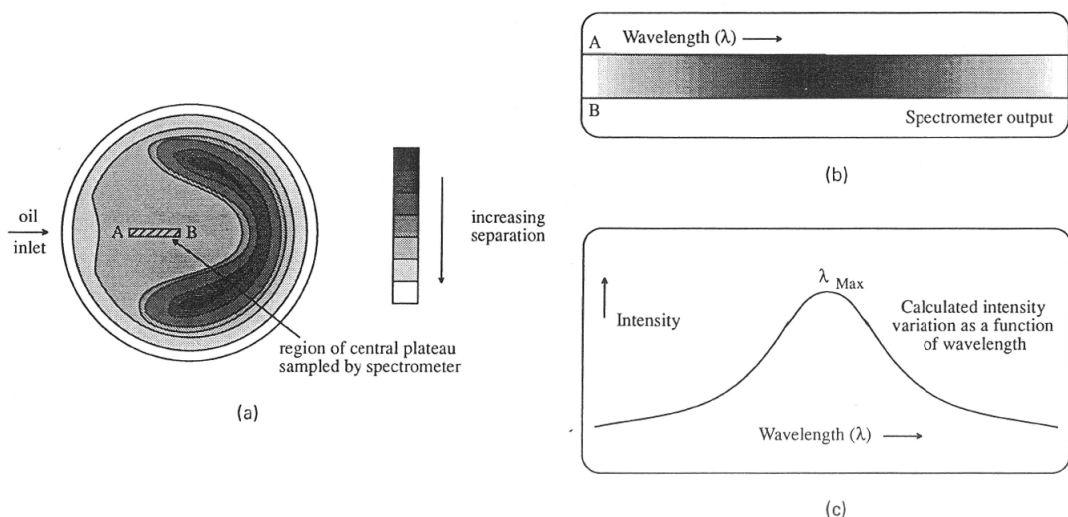 oil
inlet
A
B
increasing
separation
region of central plateau
sampled by spectrometer
(a)
A
Wavelength (λ)
B
Spectrometer output
(b)
λ Max
Intensity
Calculated intensity
variation as a function
of wavelength
Wavelength (λ)
(c)